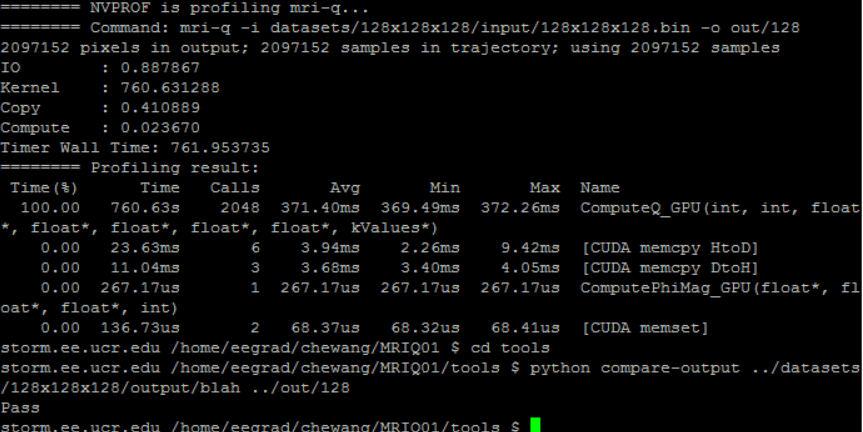 ======== NVPROF is profiling mri-q...
======== Command: mri-q -i datasets/128x128x128/input/128x128x128.bin -o out/128
2097152 pixels in output; 2097152 samples in trajectory; using 2097152 samples
IO : 0.887867
Kernel : 760.631288
Copy : 0.410889
Compute : 0.023670
Timer Wall Time: 761.953735
======== Profiling result:
Time(%) Time Calls Avg Min Max Name
100.00 760.63s 2048 371.40ms 369.49ms 372.26ms ComputeQ_GPU(int, int, float
*, float*, float*, float*, float*, kValues*)
0.00 23.63ms 6 3.94ms 2.26ms 9.42ms [CUDA memcpy HtoD]
0.00 11.04ms 3 3.68ms 3.40ms 4.05ms [CUDA memcpy DtoH]
0.00 267.17us 1 267.17us 267.17us 267.17us ComputePhiMag_GPU(float*, fl
oat*, float*, int)
0.00 136.73us 2 68.37us 68.32us 68.41us [CUDA memset]
storm.ee.ucr.edu /home/eegrad/chewang/MRIQ01 $ cd tools
storm.ee.ucr.edu /home/eegrad/chewang/MRIQ01/tools $ python compare-output ../datasets
/128x128x128/output/blah ../out/128
Pass
storm.ee.ucr.edu /home/eegrad/chewang/MRIQ01/tools $